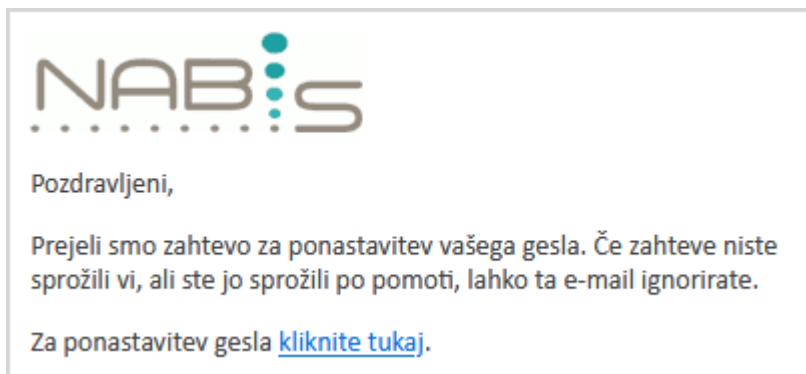 NABIS
Pozdravljeni,
Prejeli smo zahtevo za ponastavitev vašega gesla. Če zahteve niste
sprožili vi, ali ste jo sprožili po pomoti, lahko ta e-mail ignorirate.
Za ponastavitev gesla kliknite tukaj.